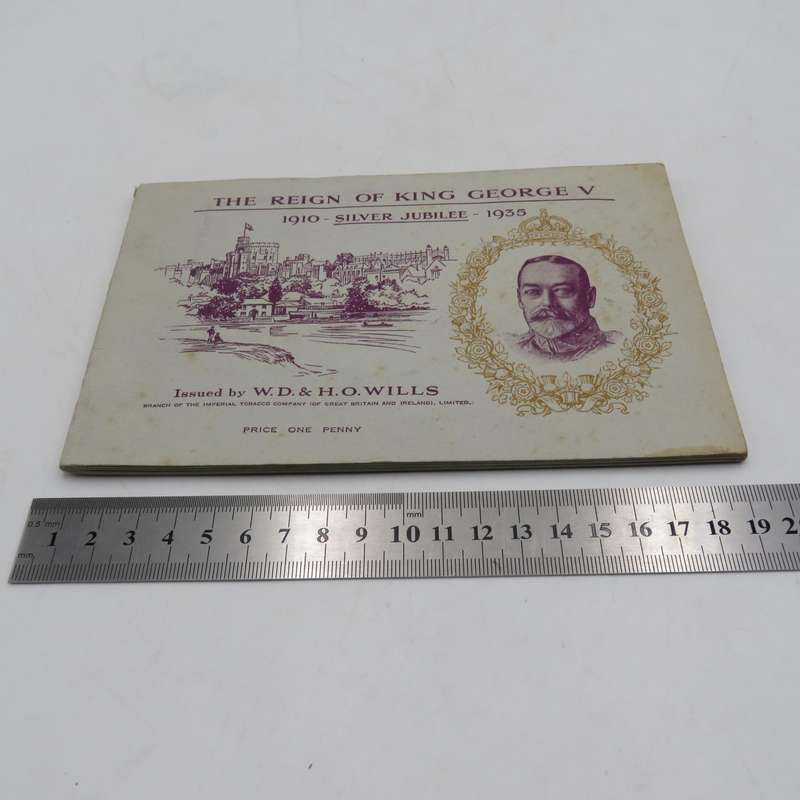 THE REIGN OF KING GEORGE V
1910 - SILVER JUBILEE - 1935
Issued by W.D. & H.O. WILLS
BRANCH OF THE IMPERIAL TOBACCO COMPANY (OF GREAT BRITAIN AND IRELAND), LIMITED.
PRICE ONE PENNY
0.5 mm
mm
1 2 3 4 5 6 7 8 9 10 11 12 13 14 15 16 17 18 19
mm